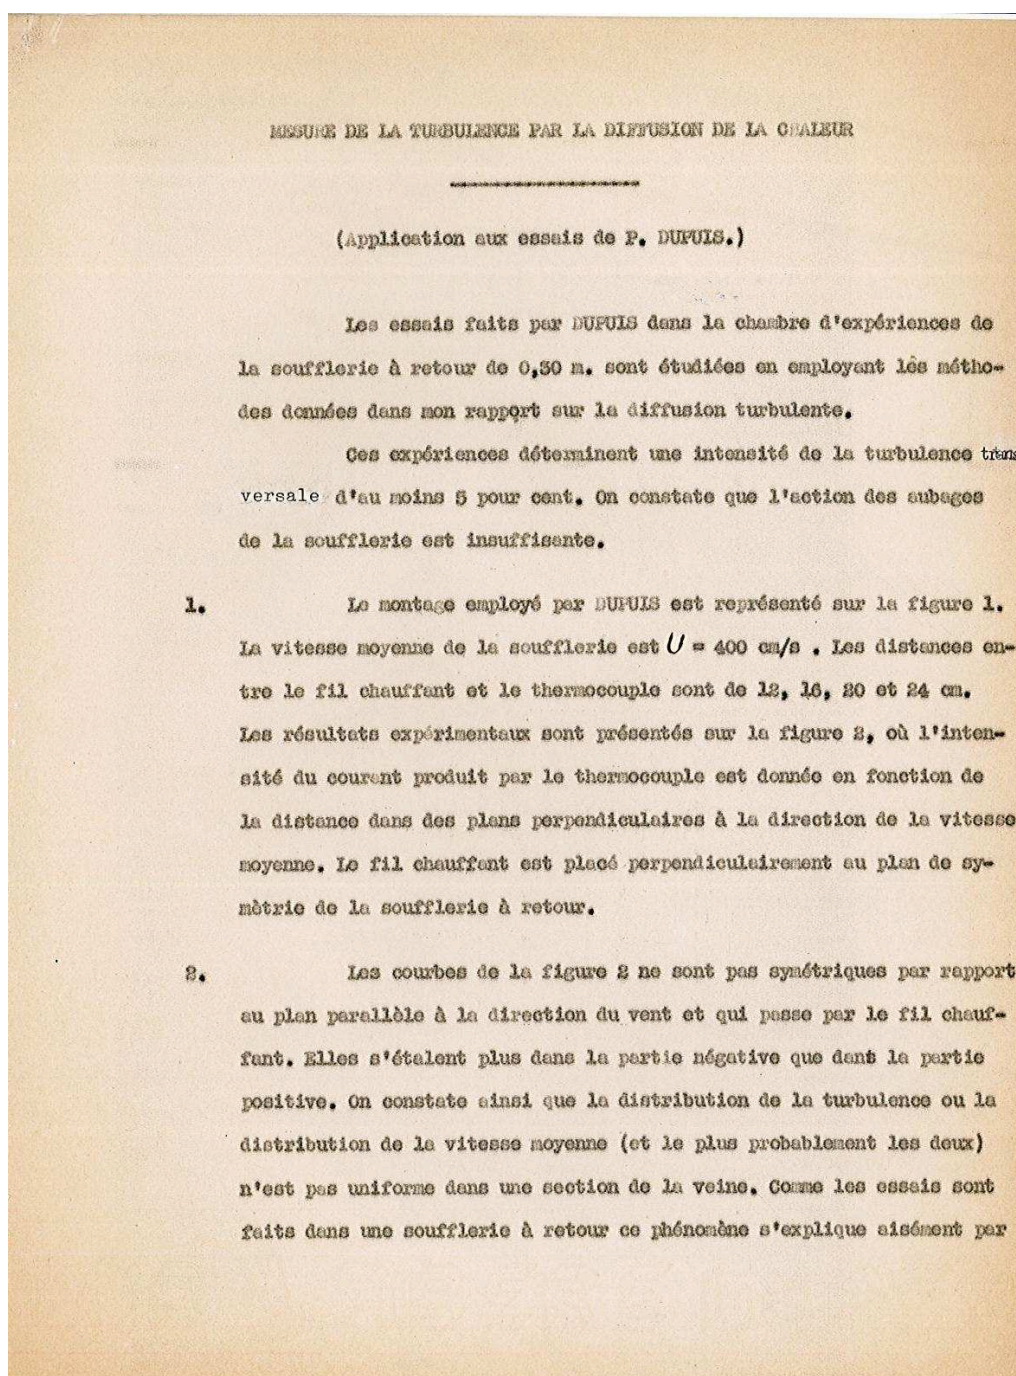 MESURE DE LA TURBULENCE PAR LA DIFFUSION DE LA CHALEUR
(Application aux essais de P. DUPUIS.)
Les essais faits par DUPUIS dans la chambre d'expériences de
la soufflerie à retour de 0,30 m. sont étudiées en employant lès métho-
des données dans mon rapport sur la diffusion turbulente.
Ces expériences déterminent une intensité de la turbulence trans
versale d'au moins 5 pour cent. On constate que l'action des aubages
de la soufflerie est insuffisante.
1. Le montage employé par DUPUIS est représenté sur la figure 1.
La vitesse moyenne de la soufflerie est U = 400 cm/s . Les distances en-
tre le fil chauffant et le thermocouple sont de 12, 16, 20 et 24 cm.
Les résultats expérimentaux sont présentés sur la figure 2, où l'inten-
sité du courant produit par le thermocouple est donnée en fonction de
la distance dans des plans perpendiculaires à la direction de la vitesse
moyenne. Le fil chauffant est placé perpendiculairement au plan de sy-
mètrie de la soufflerie à retour.
2. Les courbes de la figure 2 ne sont pas symétriques par rapport
au plan parallèle à la direction du vent et qui passe par le fil chauf-
fant. Elles s'étalent plus dans la partie négative que dans la partie
positive. On constate ainsi que la distribution de la turbulence ou la
distribution de la vitesse moyenne (et le plus probablement les deux)
n'est pas uniforme dans une section de la veine. Comme les essais sont
faits dans une soufflerie à retour ce phénomène s'explique aisément par